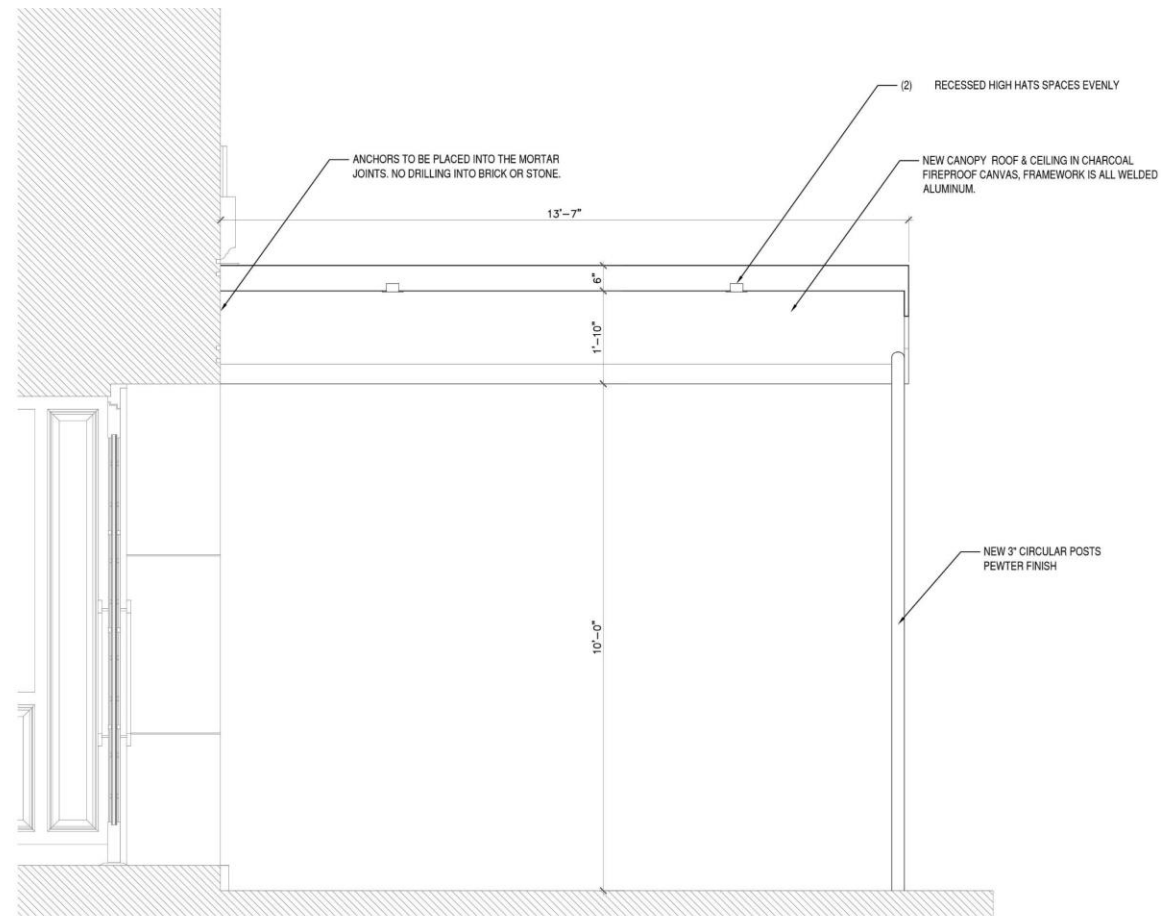 (2) RECESSED HIGH HATS SPACES EVENLY
ANCHORS TO BE PLACED INTO THE MORTAR
JOINTS. NO DRILLING INTO BRICK OR STONE.
NEW CANOPY ROOF & CEILING IN CHARCOAL
FIREPROOF CANVAS, FRAMEWORK IS ALL WELDED
ALUMINUM.
13'-7"
6"
1'-10"
NEW 3" CIRCULAR POSTS
PEWTER FINISH
10'-0"